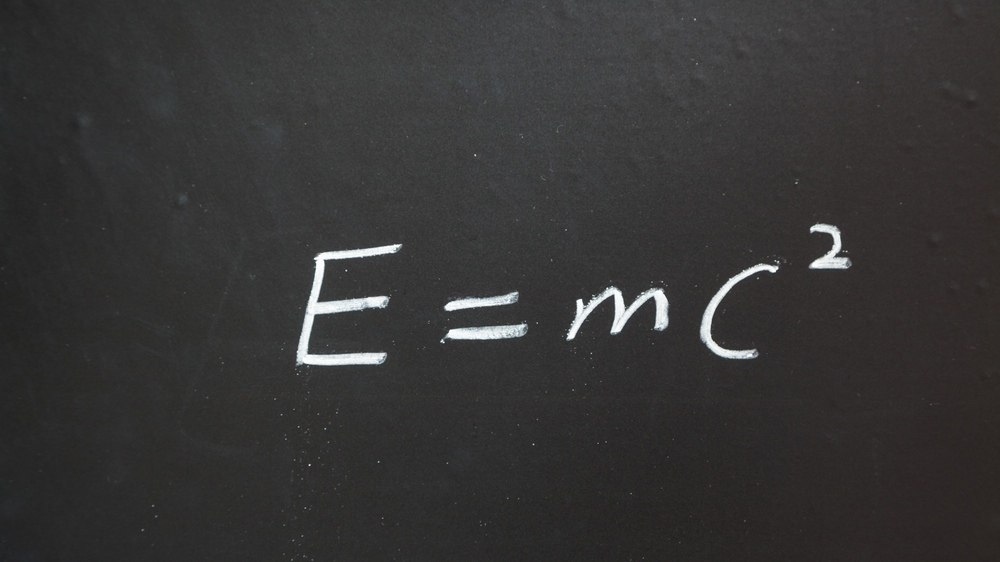 E = mc²